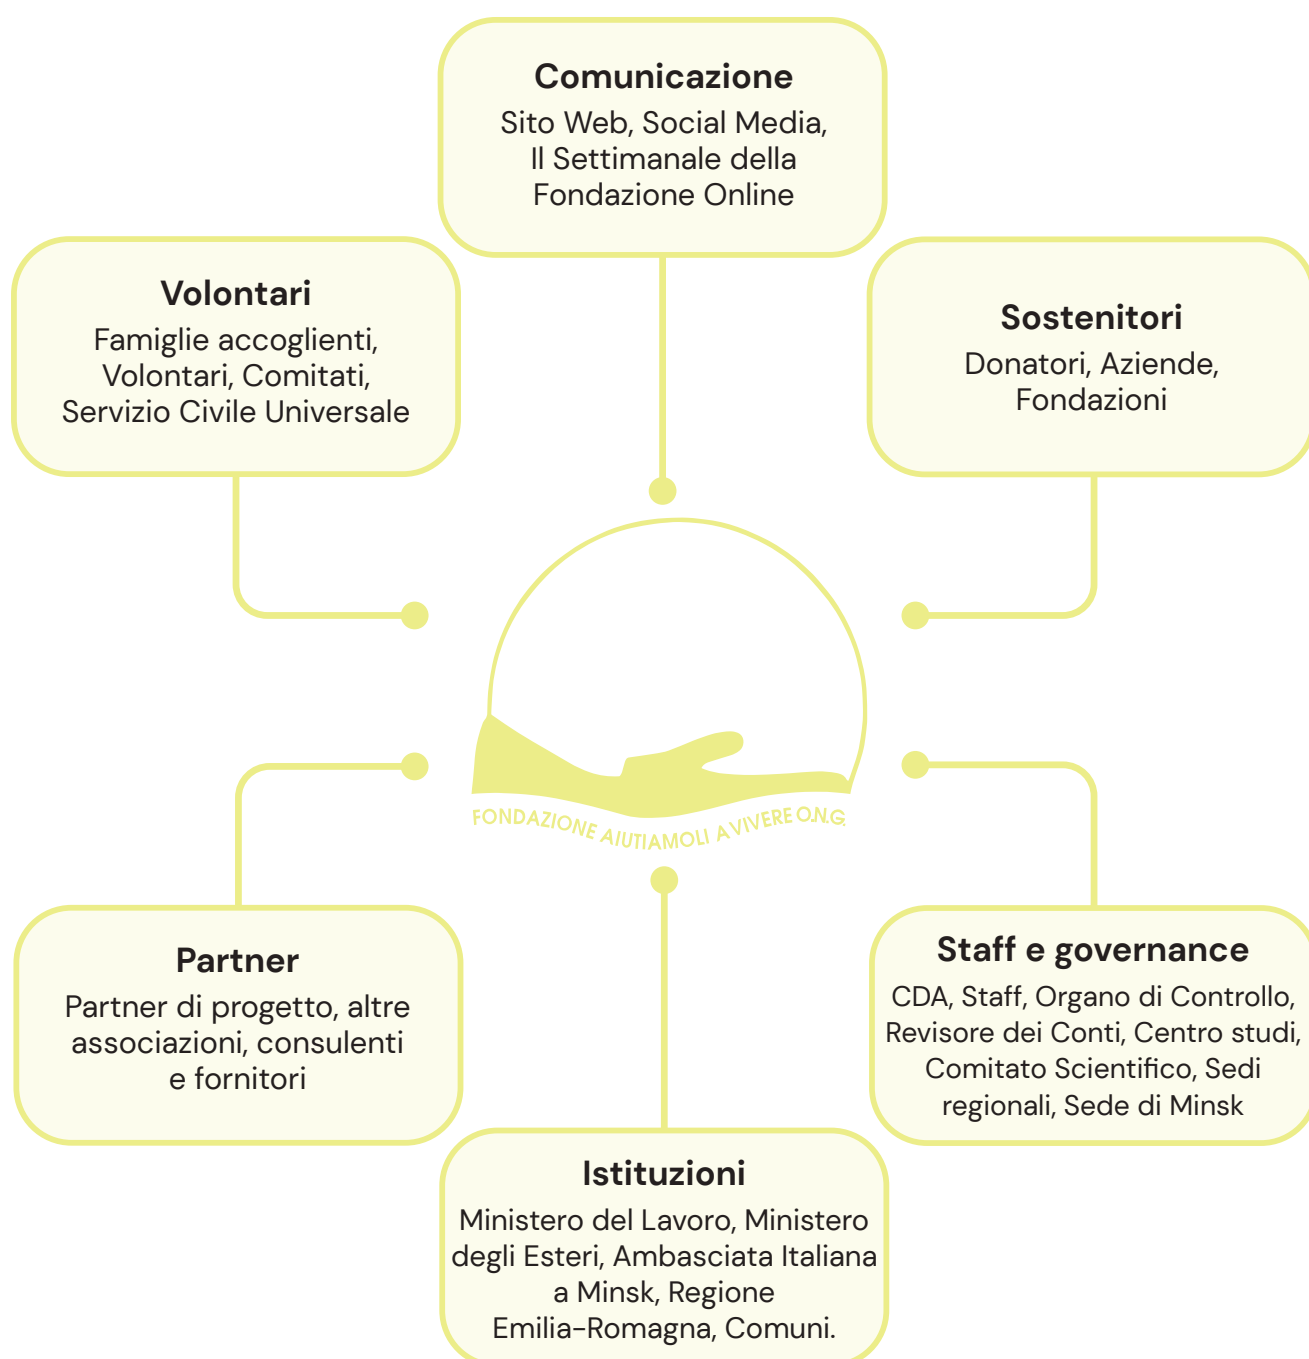 Comunicazione
Sito Web, Social Media,
Il Settimanale della
Fondazione Online
Volontari
Famiglie accoglienti,
Volontari, Comitati,
Servizio Civile Universale
Sostenitori
Donatori, Aziende,
Fondazioni
FONDAZIONE AIUTIAMOLI A VIVERE O.N.G.
Partner
Partner di progetto, altre
associazioni, consulenti
e fornitori
Staff e governance
CDA, Staff, Organo di Controllo,
Revisore dei Conti, Centro studi,
Comitato Scientifico, Sedi
regionali, Sede di Minsk
Istituzioni
Ministero del Lavoro, Ministero
degli Esteri, Ambasciata Italiana
a Minsk, Regione
Emilia-Romagna, Comuni.